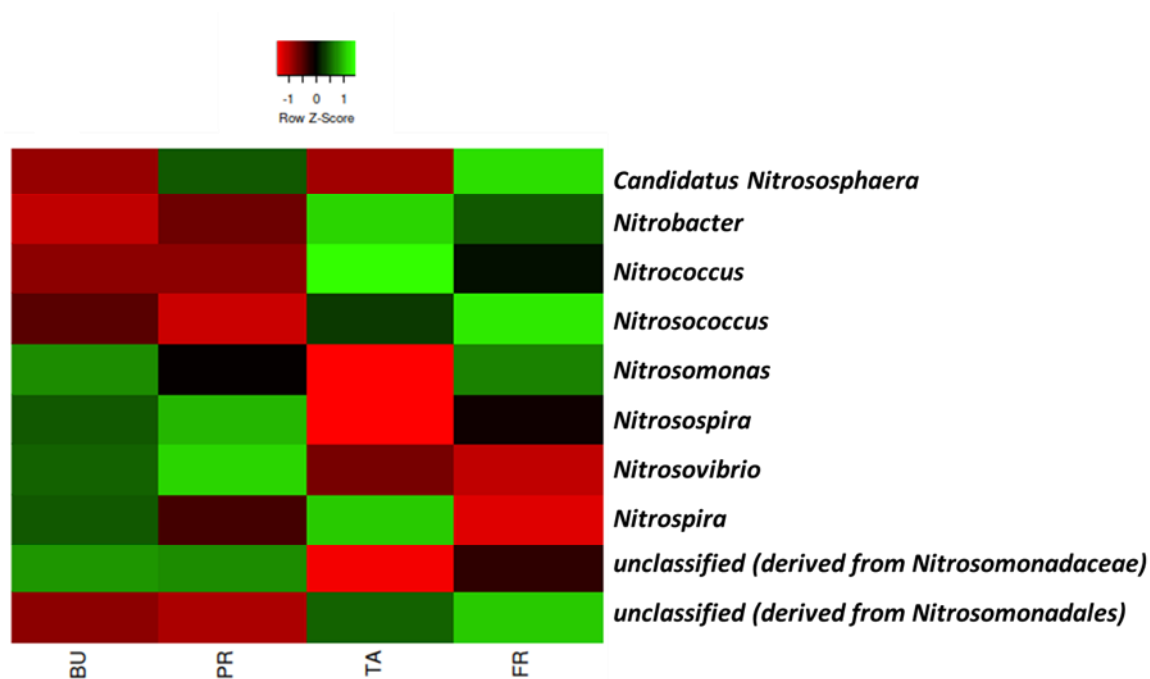 -1 0 1
Row Z-Score
Candidatus Nitrososphaera
Nitrobacter
Nitrococcus
Nitrosococcus
Nitrosomonas
Nitrosospira
Nitrosovibrio
Nitrospira
unclassified (derived from Nitrosomonadaceae)
unclassified (derived from Nitrosomonadales)
BU PR TA FR